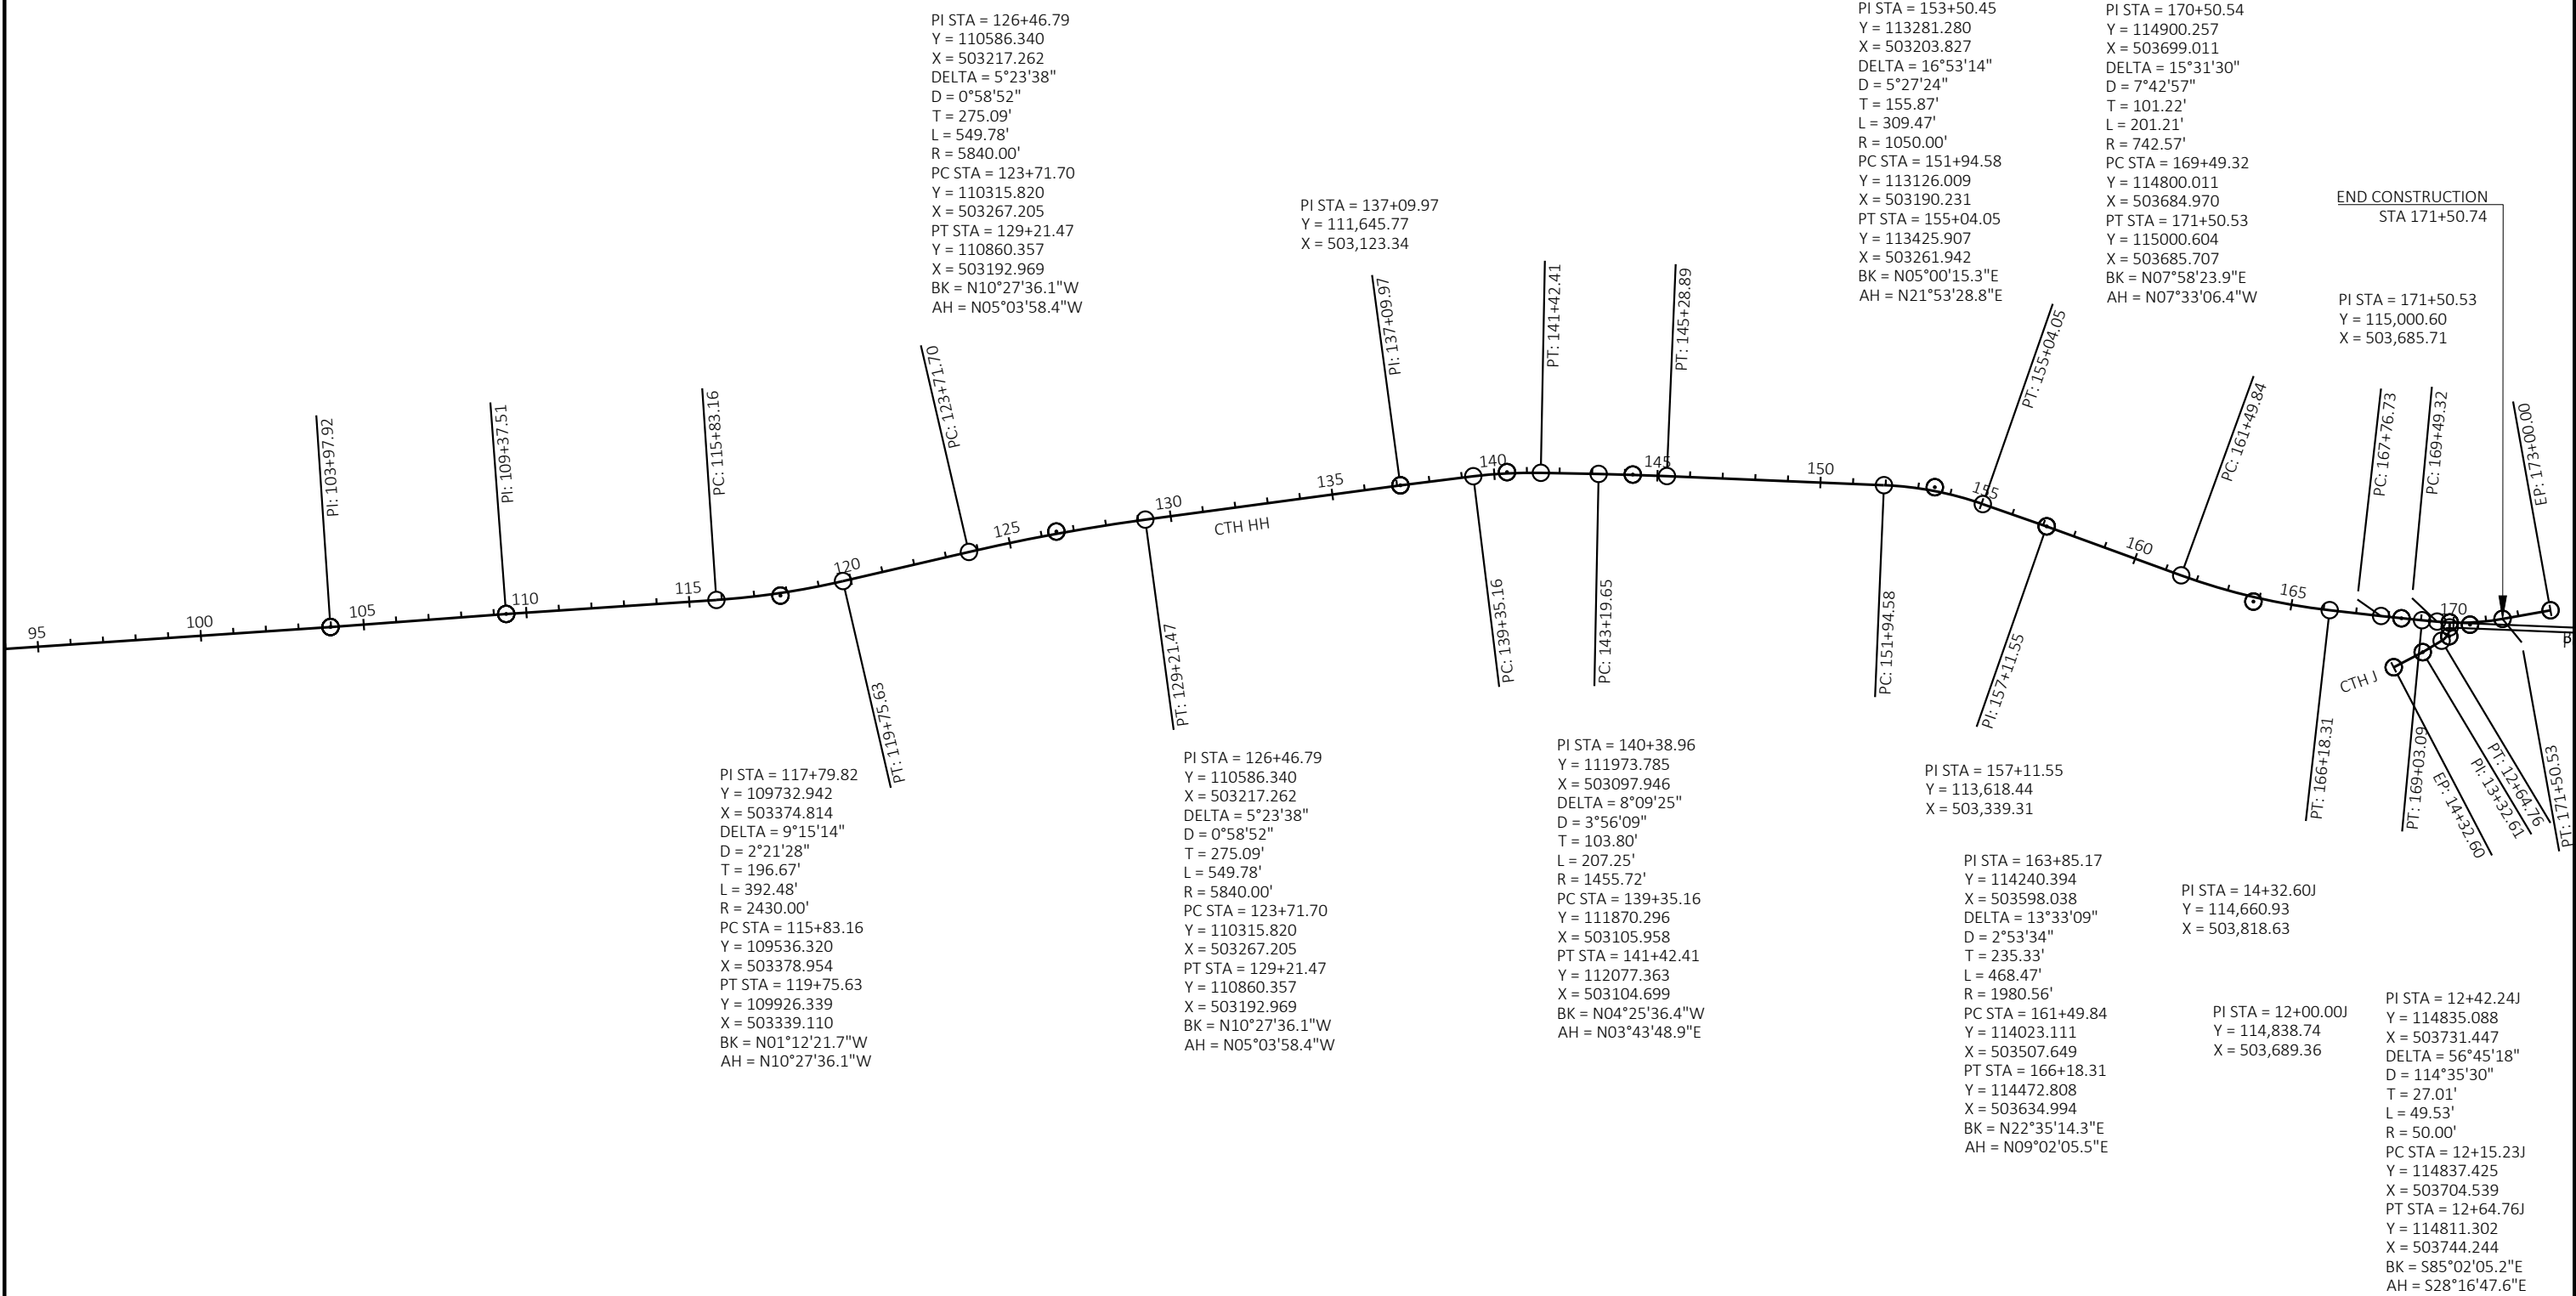 PI STA = 126+46.79
Y = 110586.340
X = 503217.262
DELTA = 5°23'38"
D = 0°58'52"
T = 275.09'
L = 549.78'
R = 5840.00'
PC STA = 123+71.70
Y = 110315.820
X = 503267.205
PT STA = 129+21.47
Y = 110860.357
X = 503192.969
BK = N10°27'36.1"W
AH = N05°03'58.4"W
PI STA = 137+09.97
Y = 111,645.77
X = 503,123.34
PI STA = 153+50.45
Y = 113281.280
X = 503203.827
DELTA = 16°53'14"
D = 5°27'24"
T = 155.87'
L = 309.47'
R = 1050.00'
PC STA = 151+94.58
Y = 113126.009
X = 503190.231
PT STA = 155+04.05
Y = 113425.907
X = 503261.942
BK = N05°00'15.3"E
AH = N21°53'28.8"E
PI STA = 170+50.54
Y = 114900.257
X = 503699.011
DELTA = 15°31'30"
D = 7°42'57"
T = 101.22'
L = 201.21'
R = 742.57'
PC STA = 169+49.32
Y = 114800.011
X = 503684.970
PT STA = 171+50.53
Y = 115000.604
X = 503685.707
BK = N07°58'23.9"E
AH = N07°33'06.4"W
END CONSTRUCTION
STA 171+50.74
PI STA = 171+50.53
Y = 115,000.60
X = 503,685.71
PI: 103+97.92
PI: 109+37.51
PC: 115+83.16
PC: 123+71.70
PI: 137+09.97
PT: 141+42.41
PT: 145+28.89
PT: 155+04.05
PC: 161+49.84
PC: 167+76.73
PC: 169+49.32
EP: 173+00.00
95
100
105
110
115
120
125
130
135
140
145
150
155
160
165
170
CTH HH
CTH J
PT: 119+75.63
PT: 129+21.47
PC: 139+35.16
PC: 143+19.65
PC: 151+94.58
PI: 157+11.55
PT: 166+18.31
PT: 169+03.09
EP: 14+32.60
PI: 13+32.61
PT: 12+64.76
PT: 171+50.53
PI STA = 117+79.82
Y = 109732.942
X = 503374.814
DELTA = 9°15'14"
D = 2°21'28"
T = 196.67'
L = 392.48'
R = 2430.00'
PC STA = 115+83.16
Y = 109536.320
X = 503378.954
PT STA = 119+75.63
Y = 109926.339
X = 503339.110
BK = N01°12'21.7"W
AH = N10°27'36.1"W
PI STA = 126+46.79
Y = 110586.340
X = 503217.262
DELTA = 5°23'38"
D = 0°58'52"
T = 275.09'
L = 549.78'
R = 5840.00'
PC STA = 123+71.70
Y = 110315.820
X = 503267.205
PT STA = 129+21.47
Y = 110860.357
X = 503192.969
BK = N10°27'36.1"W
AH = N05°03'58.4"W
PI STA = 140+38.96
Y = 111973.785
X = 503097.946
DELTA = 8°09'25"
D = 3°56'09"
T = 103.80'
L = 207.25'
R = 1455.72'
PC STA = 139+35.16
Y = 111870.296
X = 503105.958
PT STA = 141+42.41
Y = 112077.363
X = 503104.699
BK = N04°25'36.4"W
AH = N03°43'48.9"E
PI STA = 157+11.55
Y = 113,618.44
X = 503,339.31
PI STA = 163+85.17
Y = 114240.394
X = 503598.038
DELTA = 13°33'09"
D = 2°53'34"
T = 235.33'
L = 468.47'
R = 1980.56'
PC STA = 161+49.84
Y = 114023.111
X = 503507.649
PT STA = 166+18.31
Y = 114472.808
X = 503634.994
BK = N22°35'14.3"E
AH = N09°02'05.5"E
PI STA = 14+32.60J
Y = 114,660.93
X = 503,818.63
PI STA = 12+00.00J
Y = 114,838.74
X = 503,689.36
PI STA = 12+42.24J
Y = 114835.088
X = 503731.447
DELTA = 56°45'18"
D = 114°35'30"
T = 27.01'
L = 49.53'
R = 50.00'
PC STA = 12+15.23J
Y = 114837.425
X = 503704.539
PT STA = 12+64.76J
Y = 114811.302
X = 503744.244
BK = S85°02'05.2"E
AH = S28°16'47.6"E